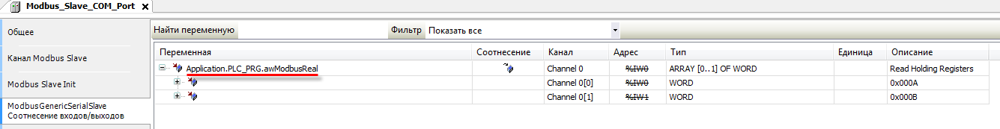 Modbus_Slave_COM_Port
Общее
Канал Modbus Slave
Modbus Slave Init
ModbusGenericSerialSlave
Соотнесение входов/выходов
Найти переменную Фильтр Показать все
Переменная Соотнесение Канал Адрес Тип Единица Описание
Application.PLC_PRG.awModbusReal Channel 0 %IW0 ARRAY [0..1] OF WORD Read Holding Registers
Channel 0[0] %IW0 WORD 0x000A
Channel 0[1] %IW1 WORD 0x000B